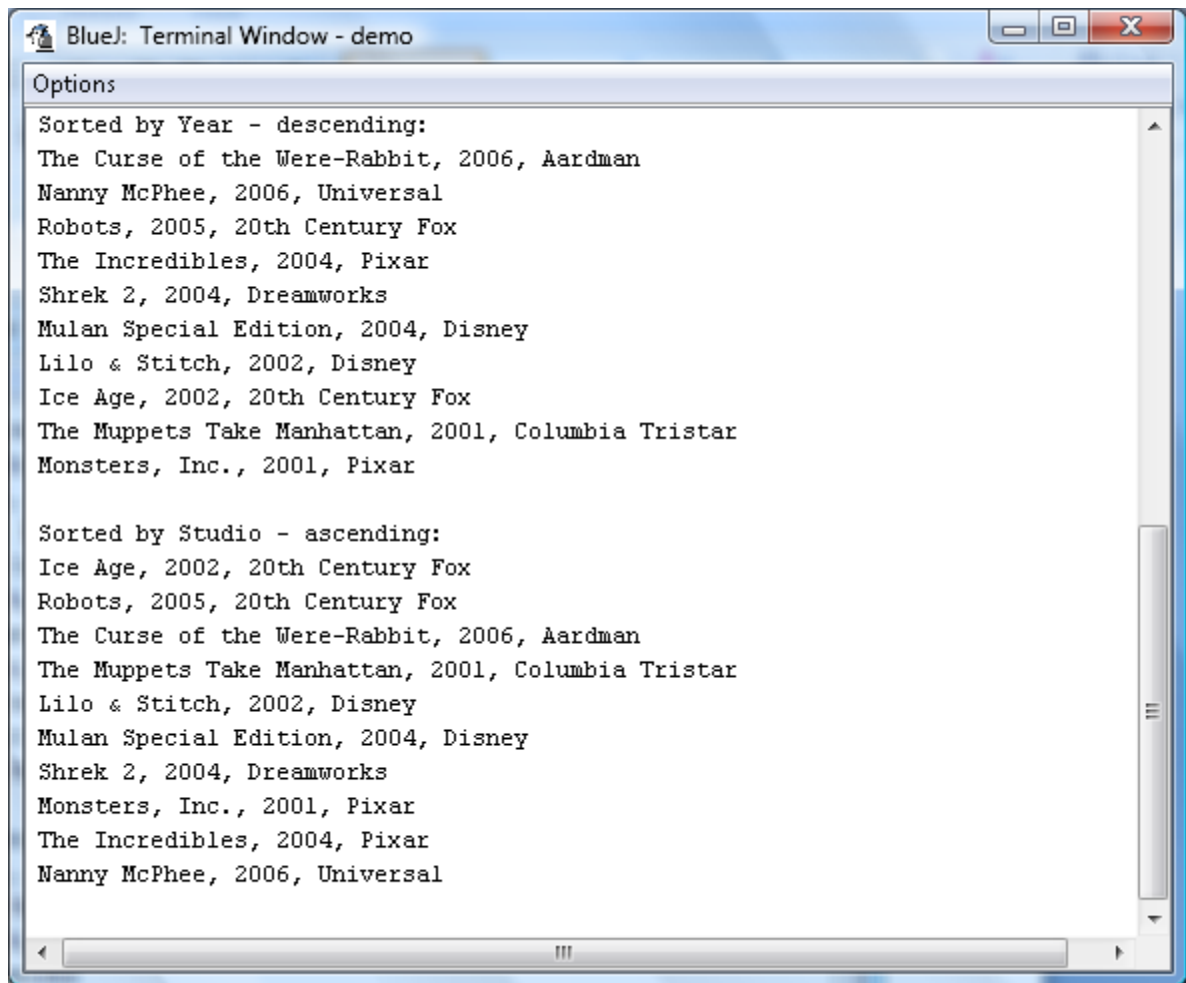 BlueJ: Terminal Window - demo
Options
Sorted by Year - descending:
The Curse of the Were-Rabbit, 2006, Aardman
Nanny McPhee, 2006, Universal
Robots, 2005, 20th Century Fox
The Incredibles, 2004, Pixar
Shrek 2, 2004, Dreamworks
Mulan Special Edition, 2004, Disney
Lilo & Stitch, 2002, Disney
Ice Age, 2002, 20th Century Fox
The Muppets Take Manhattan, 2001, Columbia Tristar
Monsters, Inc., 2001, Pixar

Sorted by Studio - ascending:
Ice Age, 2002, 20th Century Fox
Robots, 2005, 20th Century Fox
The Curse of the Were-Rabbit, 2006, Aardman
The Muppets Take Manhattan, 2001, Columbia Tristar
Lilo & Stitch, 2002, Disney
Mulan Special Edition, 2004, Disney
Shrek 2, 2004, Dreamworks
Monsters, Inc., 2001, Pixar
The Incredibles, 2004, Pixar
Nanny McPhee, 2006, Universal